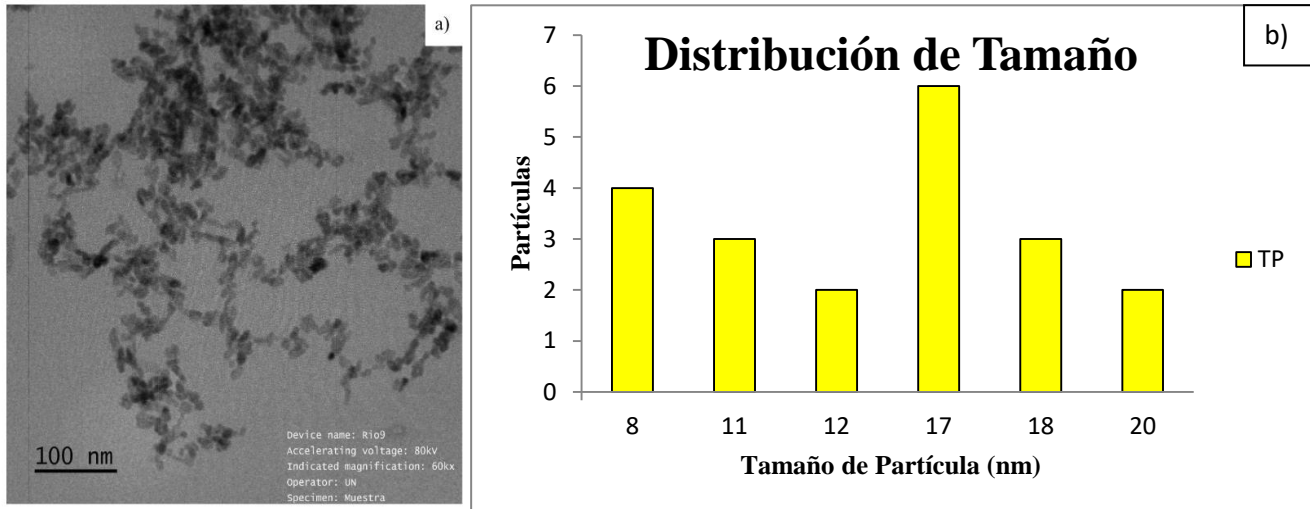 a)
100 nm
Device name: Rio9
Accelerating voltage: 80kV
Indicated magnification: 60kx
Operator: UN
Specimen: Muestra
b)
Distribución de Tamaño
Partículas
7
6
5
4
3
2
1
0
8 11 12 17 18 20
Tamaño de Partícula (nm)
TP